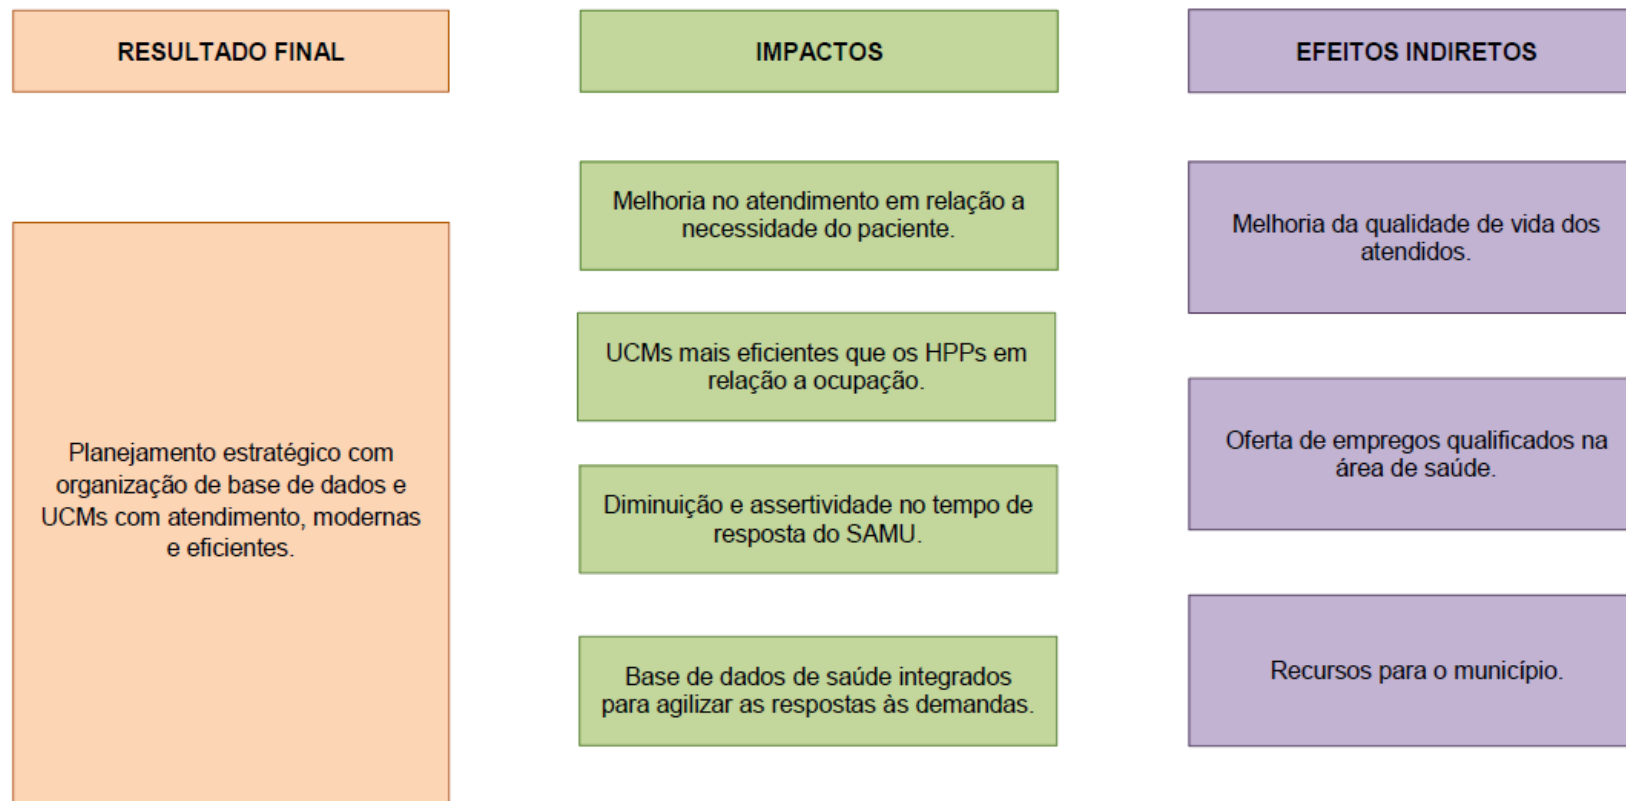 RESULTADO FINAL
IMPACTOS
EFEITOS INDIRETOS
Planejamento estratégico com
organização de base de dados e
UCMs com atendimento, modernas
e eficientes.
Melhoria no atendimento em relação a
necessidade do paciente.
UCMs mais eficientes que os HPPs em
relação a ocupação.
Diminuição e assertividade no tempo de
resposta do SAMU.
Base de dados de saúde integrados
para agilizar as respostas às demandas.
Melhoria da qualidade de vida dos
atendidos.
Oferta de empregos qualificados na
área de saúde.
Recursos para o município.